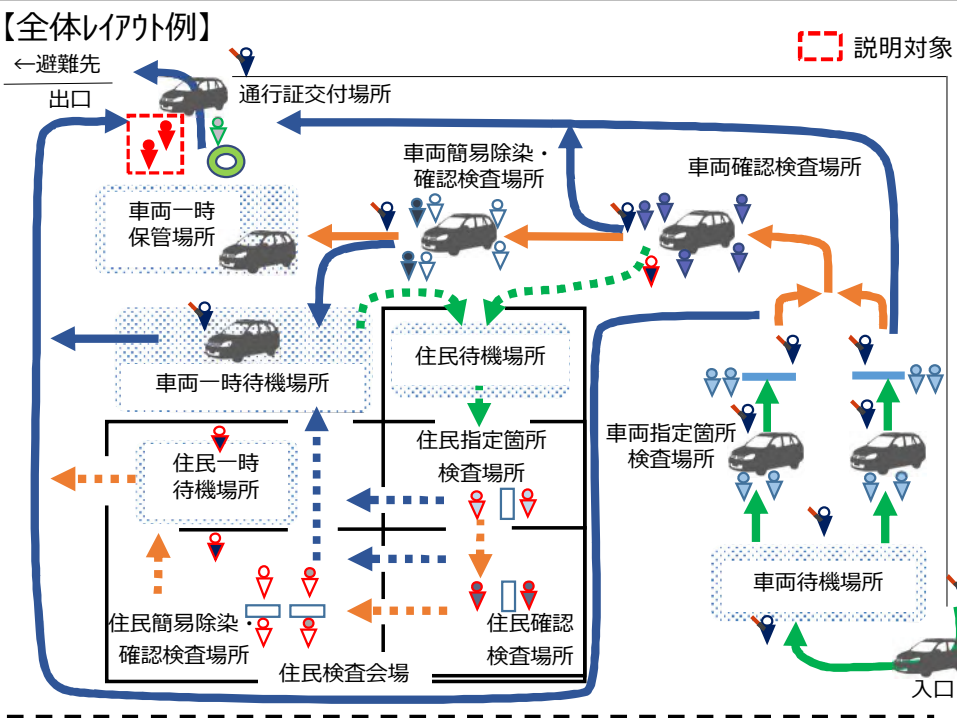 【全体レイアウト例】
説明対象
←避難先
出口
通行証交付場所
車両簡易除染・
確認検査場所
車両確認検査場所
車両一時
保管場所
住民待機場所
車両一時待機場所
住民指定箇所
検査場所
車両指定箇所
検査場所
住民一時
待機場所
車両待機場所
住民簡易除染・
確認検査場所
住民確認
検査場所
住民検査会場
入口